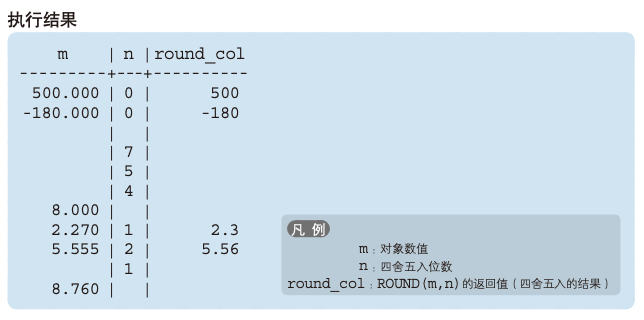 执行结果
m | n | round_col
---------+---+----------
500.000 | 0 | 500
-180.000 | 0 | -180
| |
| 7 |
| 5 |
| 4 |
8.000 | |
2.270 | 1 | 2.3
5.555 | 2 | 5.56
| 1 |
8.760 | |
凡 例
m：对象数值
n：四舍五入位数
round_col：ROUND(m,n)的返回值（四舍五入的结果）